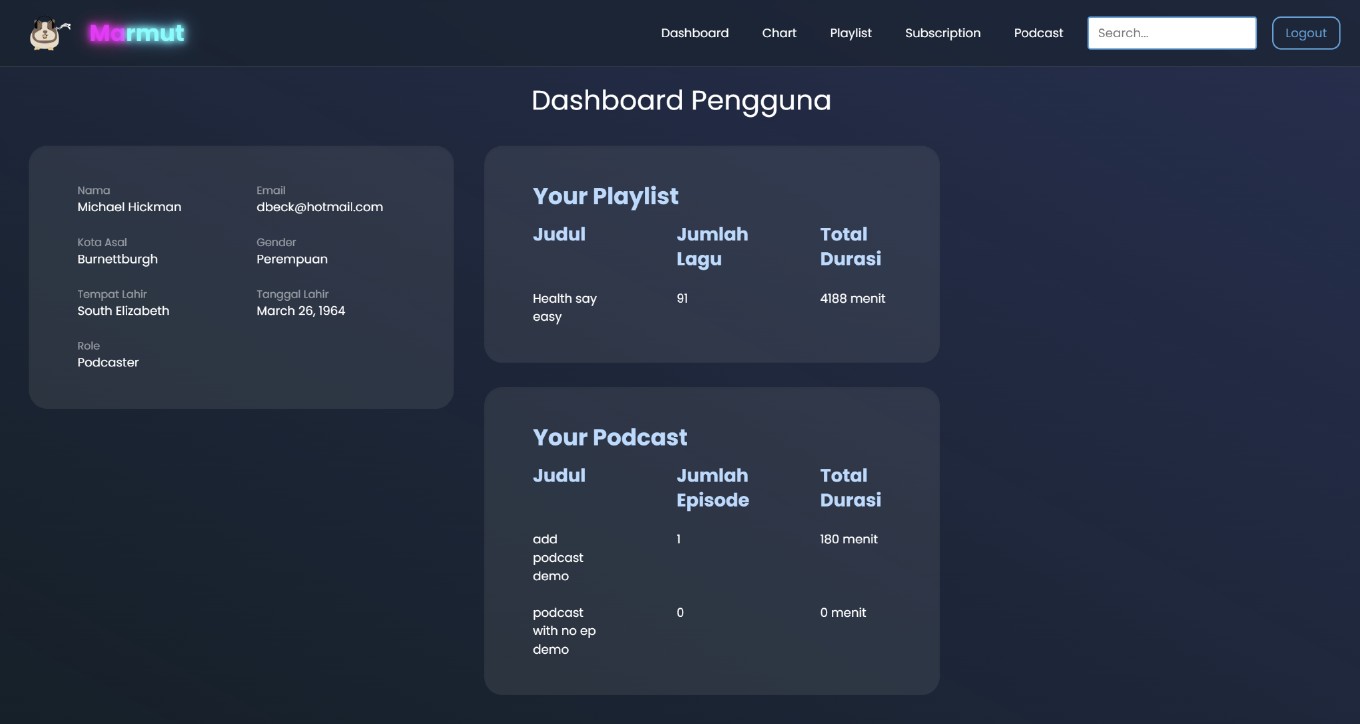 Marmut
Dashboard
Chart
Playlist
Subscription
Podcast
Search...
Logout
Dashboard Pengguna
Nama
Michael Hickman
Email
dbeck@hotmail.com
Kota Asal
Burnettburgh
Gender
Perempuan
Tempat Lahir
South Elizabeth
Tanggal Lahir
March 26, 1964
Role
Podcaster
Your Playlist
Judul
Jumlah
Lagu
Total
Durasi
Health say
easy
91
4188 menit
Your Podcast
Judul
Jumlah
Episode
Total
Durasi
add
podcast
demo
1
180 menit
podcast
with no ep
demo
0
0 menit